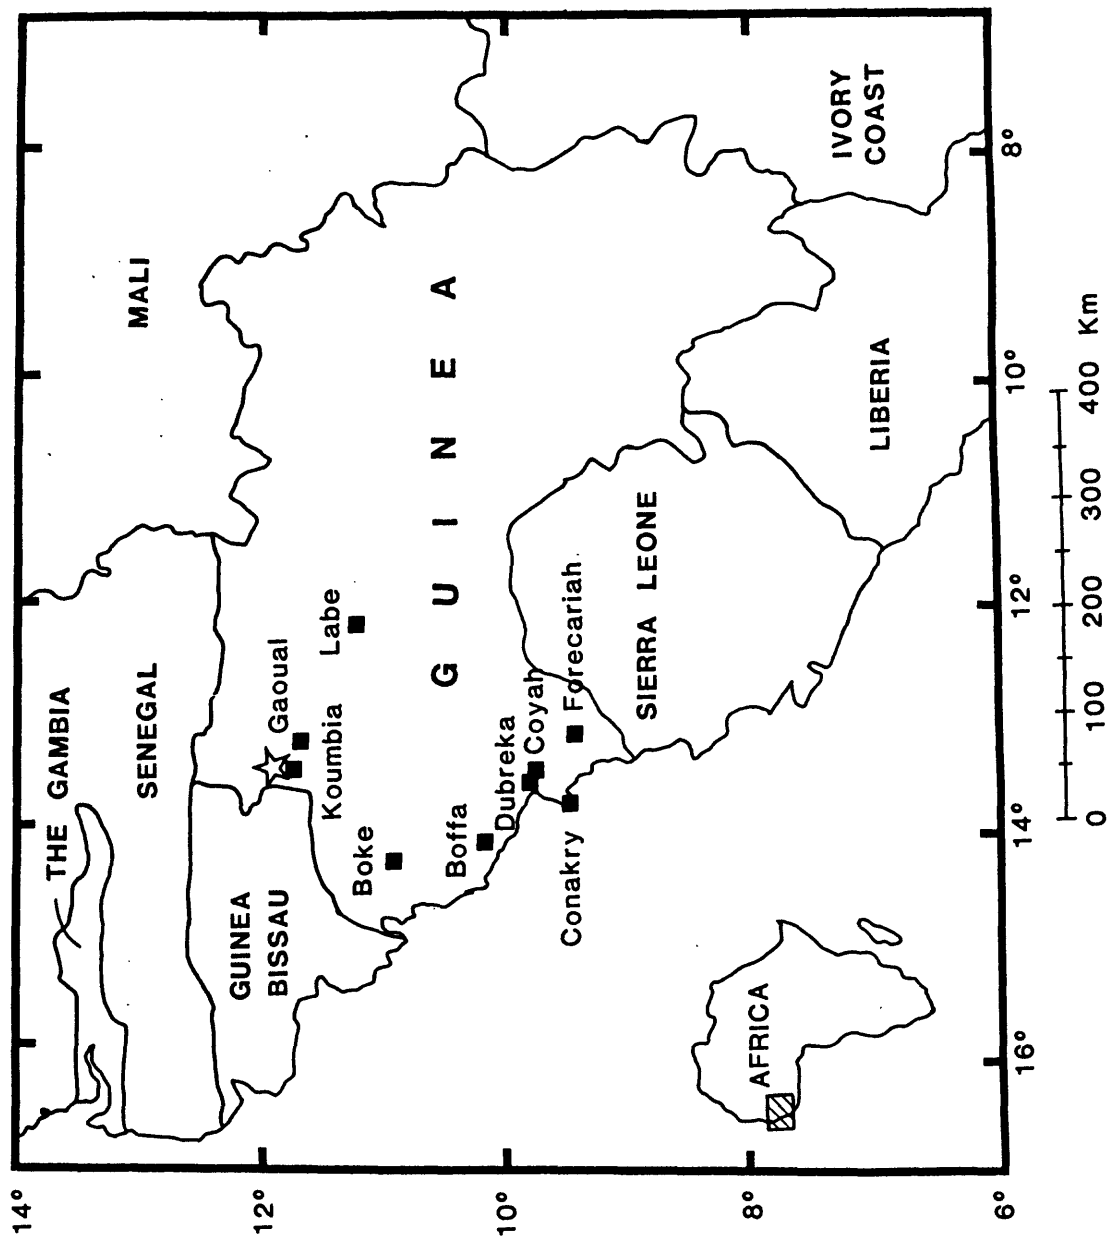 14°
12°
10°
8°
6°
THE GAMBIA
SENEGAL
MALI
GUINEA
BISSAU
Gaoual
Koumbia
Labe
Boke
GUINEA
Boffa
Dubreka
Coyah
Conakry
Forecariah
SIERRA LEONE
LIBERIA
IVORY
COAST
AFRICA
16°
14°
12°
10°
8°
0 100 200 300 400 Km